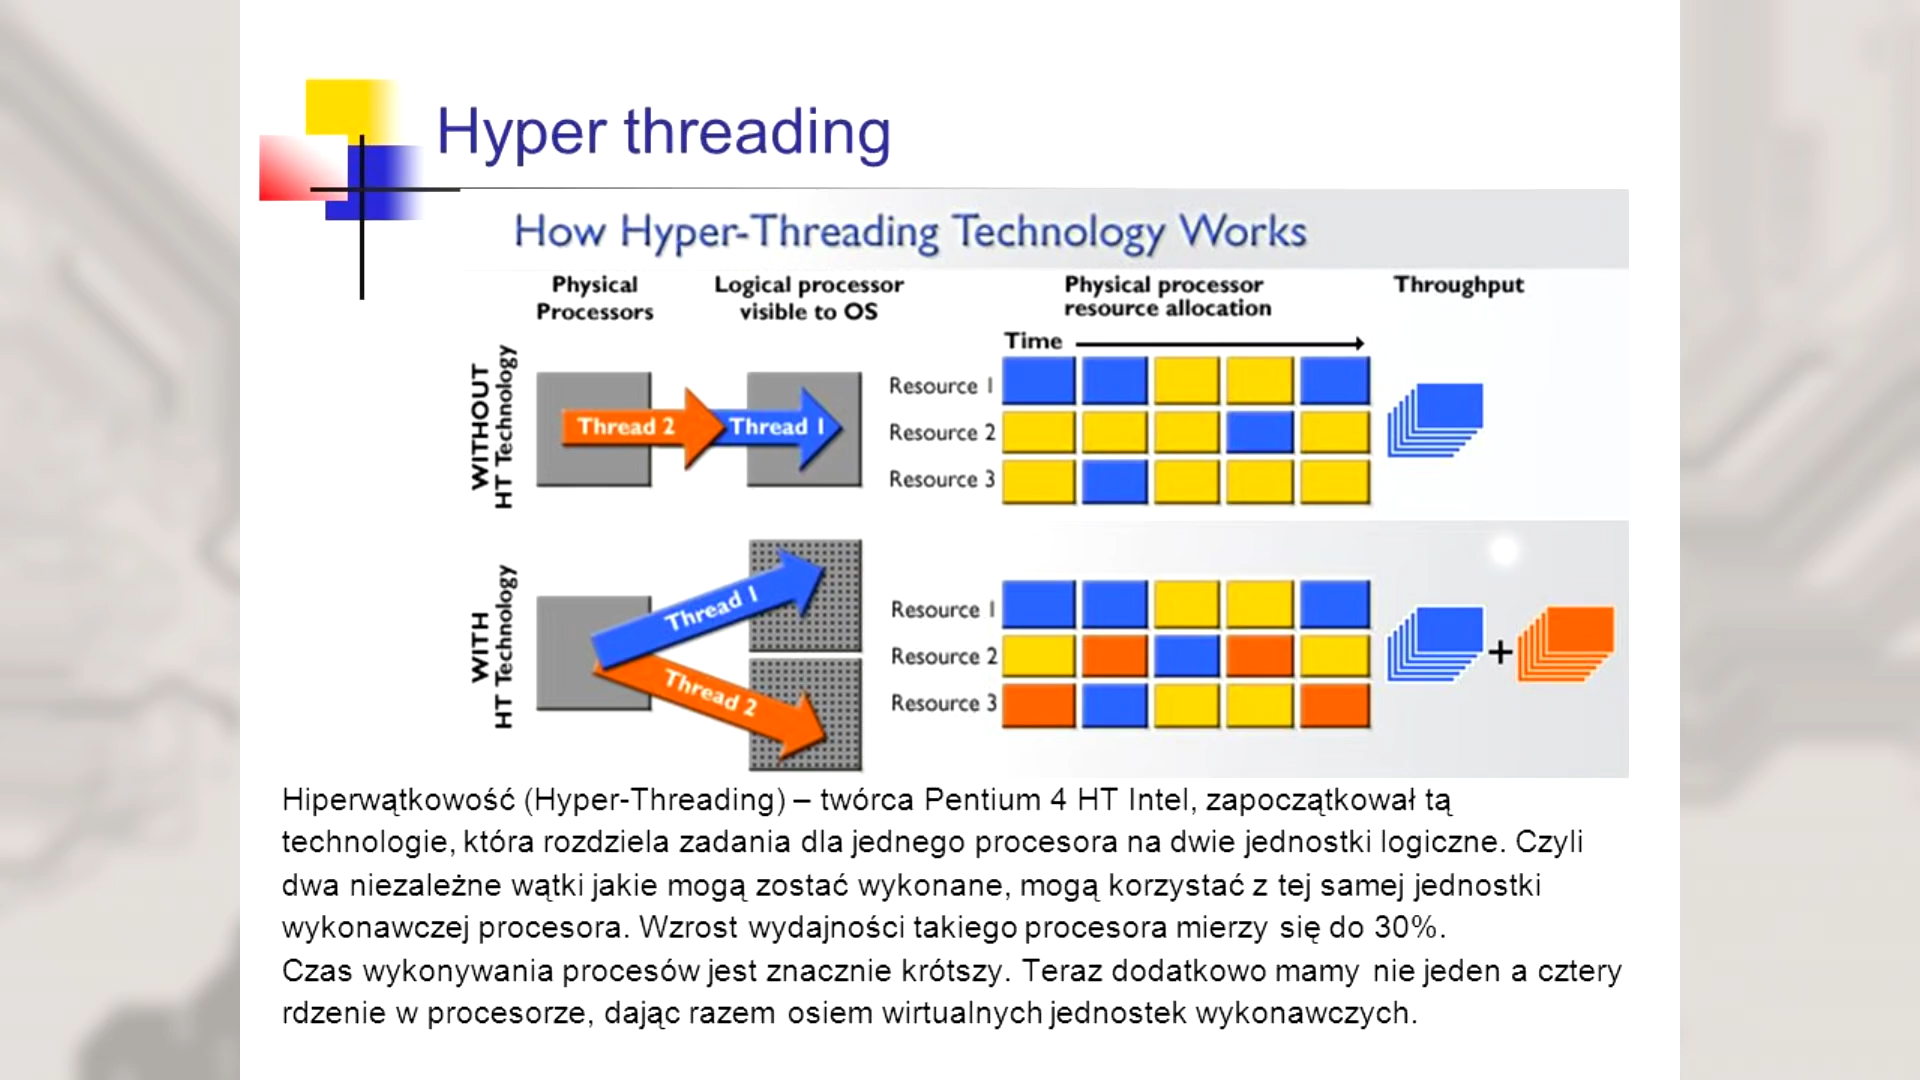 Hyper threading
How Hyper-Threading Technology Works
Physical Processors
Logical processor visible to OS
Physical processor resource allocation
Throughput
Time
WITHOUT HT Technology
Thread 2
Thread 1
Resource 1
Resource 2
Resource 3
WITH HT Technology
Thread 1
Thread 2
Resource 1
Resource 2
Resource 3
+
Hiperwątkowość (Hyper-Threading) – twórca Pentium 4 HT Intel, zapoczątkował tą
technologie, która rozdziela zadania dla jednego procesora na dwie jednostki logiczne. Czyli
dwa niezależne wątki jakie mogą zostać wykonane, mogą korzystać z tej samej jednostki
wykonawczej procesora. Wzrost wydajności takiego procesora mierzy się do 30%.
Czas wykonywania procesów jest znacznie krótszy. Teraz dodatkowo mamy nie jeden a cztery
rdzenie w procesorze, dając razem osiem wirtualnych jednostek wykonawczych.